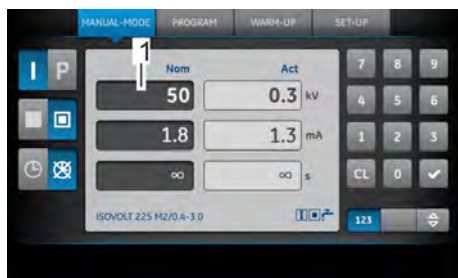 MANUAL-MODE PROGRAM WARM-UP SET-UP
1
I P
Nom Act
50 0.3 kV
1.8 1.3 mA
∞ ∞ s
ISOVOLT 225 M2/0.4-3.0
7 8 9
4 5 6
1 2 3
CL 0
123